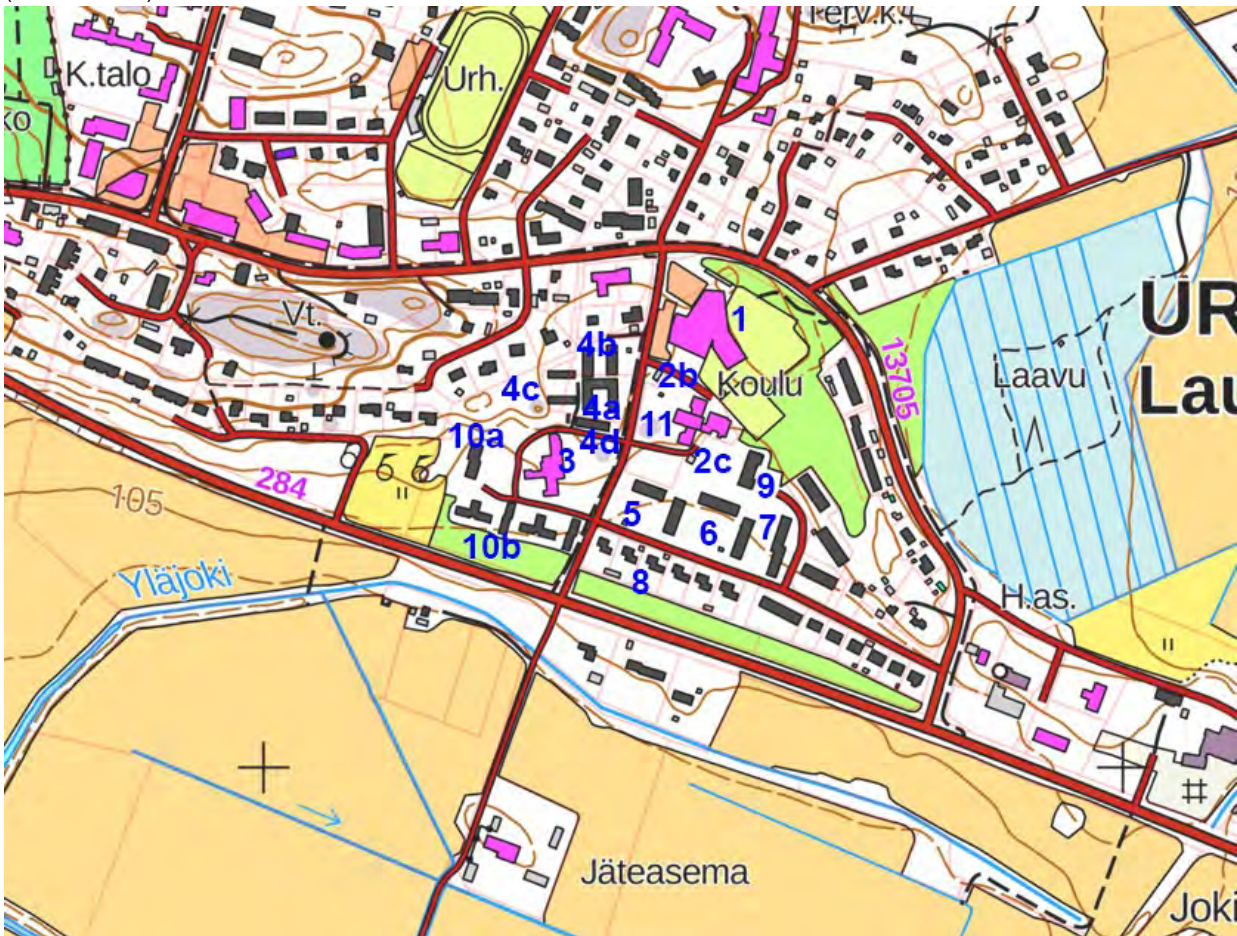 Terv.k.
K.talo
Urh.
Vt.
1
13705
ÜR
Laavu
Lau
4b
2b
Koulu
4c
4a
11
10a
4d
3
2c
284
9
105
5
6
7
10b
Yläjoki
8
H.as.
Jäteasema
Joki